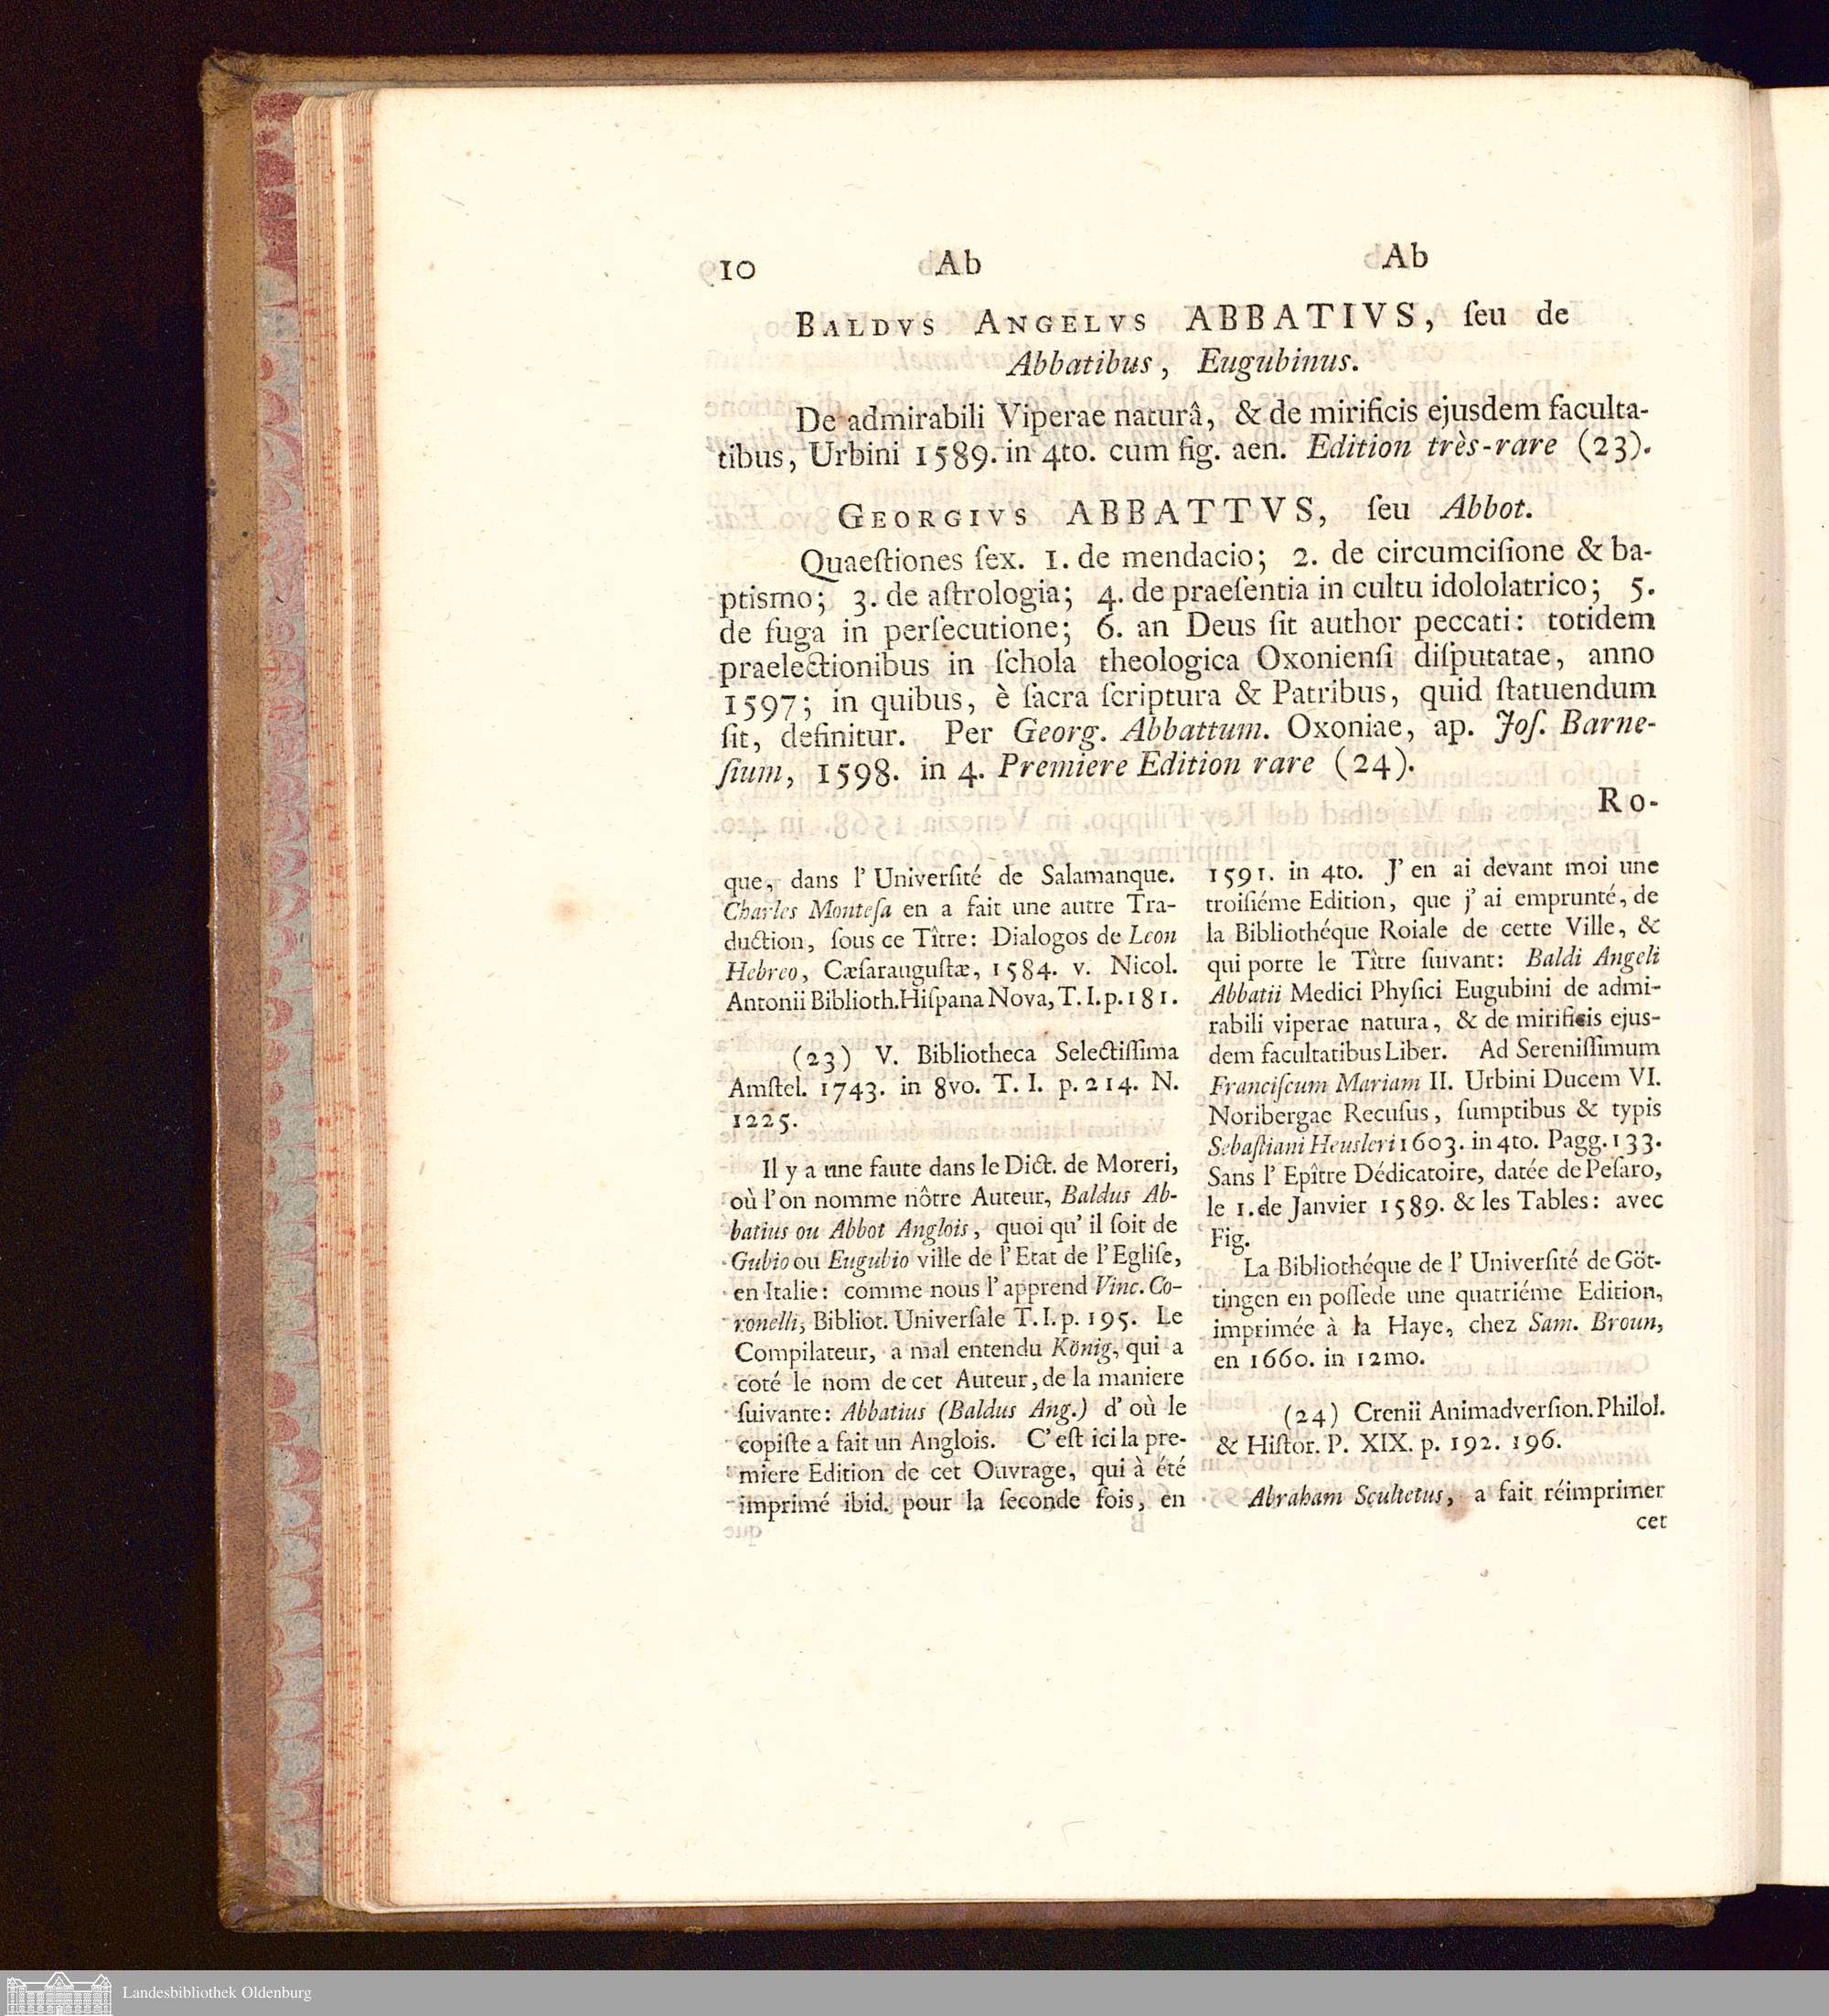 10 Ab Ab
BALDVS ANGELVS ABBATIVS, ſeu de
Abbatibus, Eugubinus.
De admirabili Viperae naturâ, & de mirificis ejusdem faculta-
tibus, Urbini 1589. in 4to. cum fig. aen. Edition très-rare (23).
GEORGIVS ABBATTVS, ſeu Abbot.
Quaeſtiones ſex. 1. de mendacio; 2. de circumciſione & ba-
ptismo; 3. de aſtrologia; 4. de praeſentia in cultu idololatrico; 5.
de fuga in perſecutione; 6. an Deus ſit author peccati: totidem
praelectionibus in ſchola theologica Oxonienſi diſputatae, anno
1597; in quibus, è ſacra ſcriptura & Patribus, quid ſtatuendum
ſit, definitur. Per Georg. Abbattum. Oxoniae, ap. Joſ. Barne-
ſium, 1598. in 4. Premiere Edition rare (24).
Ro-
que, dans l' Univerſité de Salamanque.
Charles Monteſa en a fait une autre Tra-
duction, ſous ce Tître: Dialogos de Leon
Hebreo, Cæſarauguſtæ, 1584. v. Nicol.
Antonii Biblioth. Hiſpana Nova, T. I. p. 181.
(23) V. Bibliotheca Selectiſſima
Amſtel. 1743. in 8vo. T. I. p. 214. N.
1225.
Il y a une faute dans le Dict. de Moreri,
où l'on nomme nôtre Auteur, Baldus Ab-
batius ou Abbot Anglois, quoi qu' il ſoit de
Gubio ou Eugubio ville de l' Etat de l' Egliſe,
en Italie: comme nous l' apprend Vinc. Co-
ronelli, Bibliot. Univerſale T. I. p. 195. Le
Compilateur, a mal entendu König, qui a
coté le nom de cet Auteur, de la maniere
ſuivante: Abbatius (Baldus Ang.) d' où le
copiſte a fait un Anglois. C'eſt ici la pre-
miere Edition de cet Ouvrage, qui à été
imprimé ibid. pour la ſeconde fois, en
1591. in 4to. J' en ai devant moi une
troiſiéme Edition, que j' ai emprunté, de
la Bibliothéque Roiale de cette Ville, &
qui porte le Tître ſuivant: Baldi Angeli
Abbatii Medici Phyſici Eugubini de admi-
rabili viperae natura, & de mirificis ejus-
dem facultatibus Liber. Ad Sereniſſimum
Franciſcum Mariam II. Urbini Ducem VI.
Noribergae Recuſus, ſumptibus & typis
Sebaſtiani Heusleri 1603. in 4to. Pagg. 133.
Sans l' Epître Dédicatoire, datée de Peſaro,
le 1. de Janvier 1589. & les Tables: avec
Fig.
La Bibliothéque de l' Univerſité de Göt-
tingen en poſſede une quatriéme Edition,
imprimée à la Haye, chez Sam. Broun,
en 1660. in 12mo.
(24) Crenii Animadverſion. Philol.
& Hiſtor. P. XIX. p. 192. 196.
Abraham Scultetus, a fait réimprimer
cet
Landesbibliothek Oldenburg